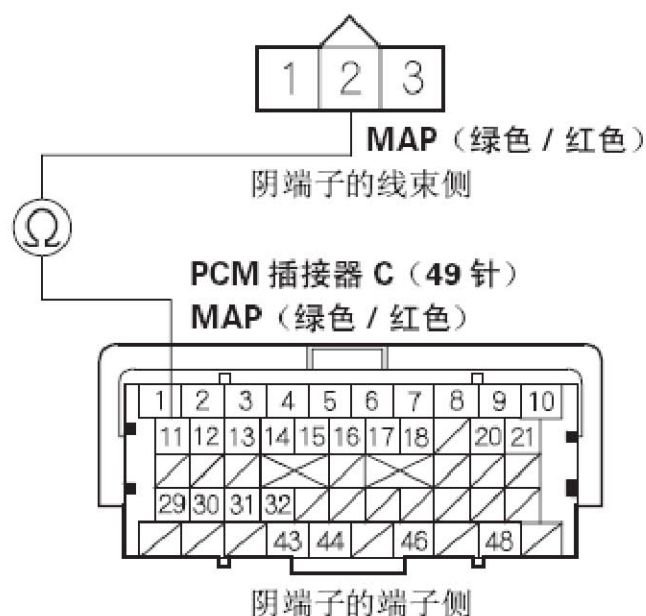 1 2 3
MAP（绿色 / 红色）
阴端子的线束侧
Ω
PCM 插接器 C（49 针）
MAP（绿色 / 红色）
1 2 3 4 5 6 7 8 9 10
11 12 13 14 15 16 17 18 20 21
29 30 31 32
43 44 46 48
阴端子的端子侧